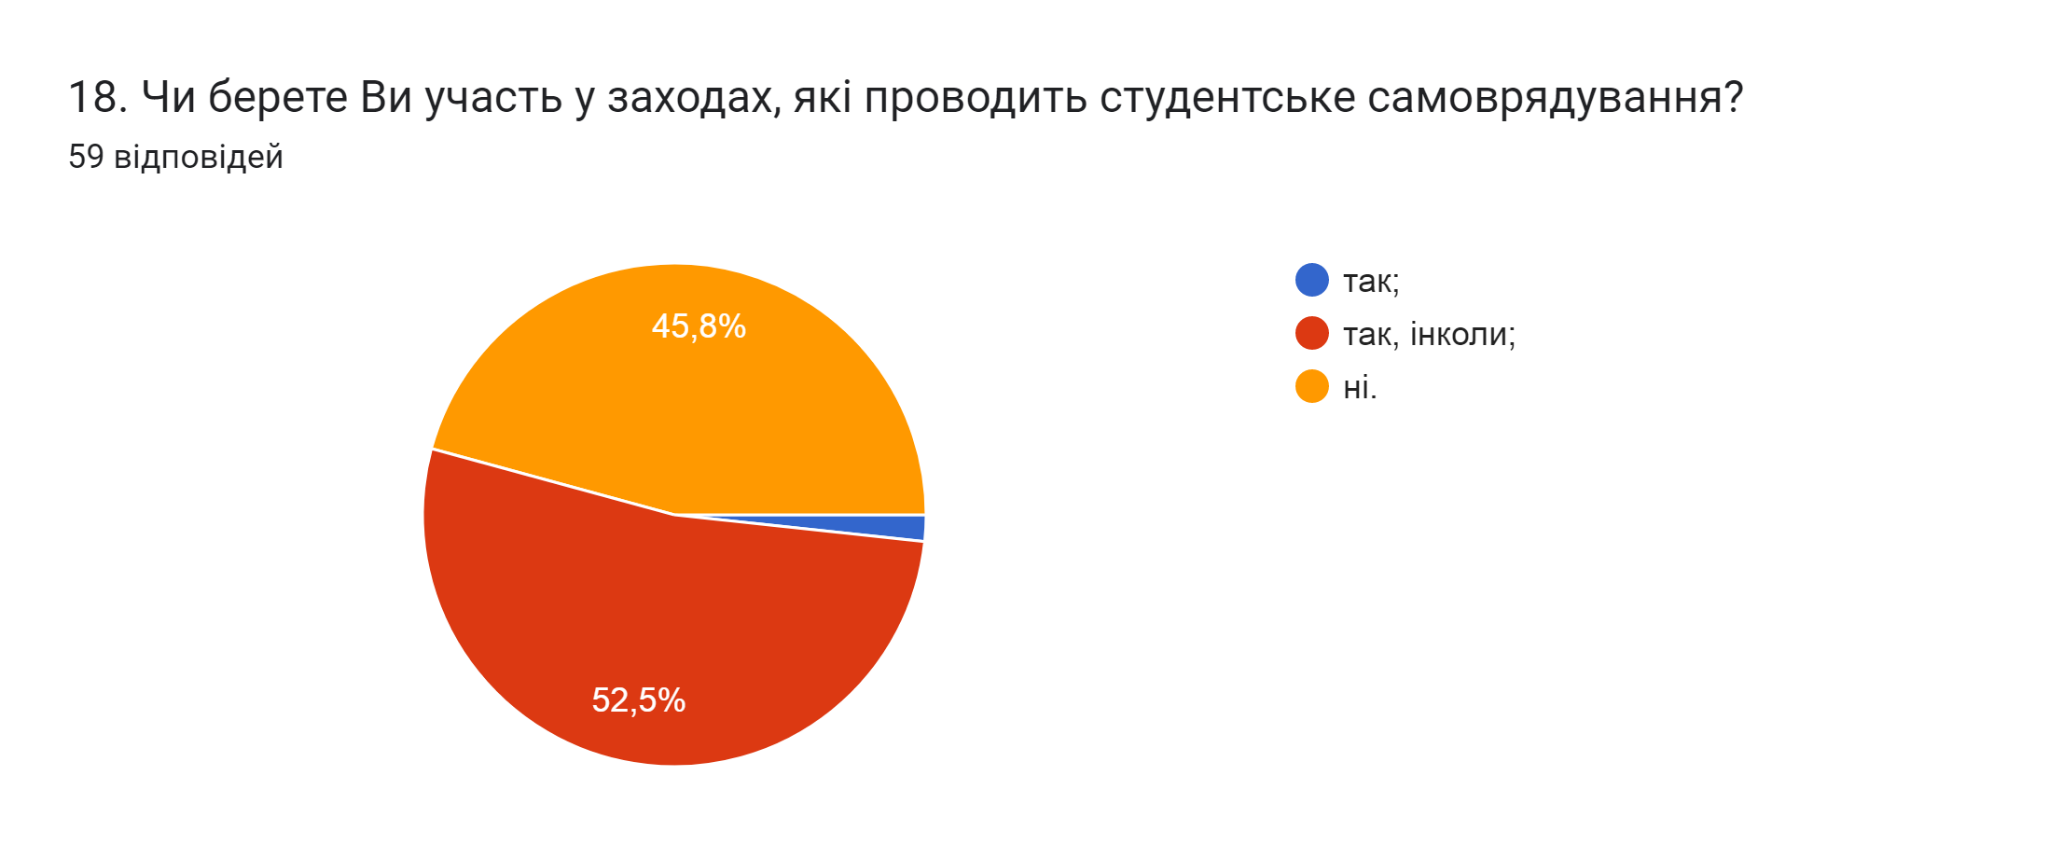 18. Чи берете Ви участь у заходах, які проводить студентське самоврядування?
59 відповідей
45,8%
52,5%
так;
так, інколи;
ні.